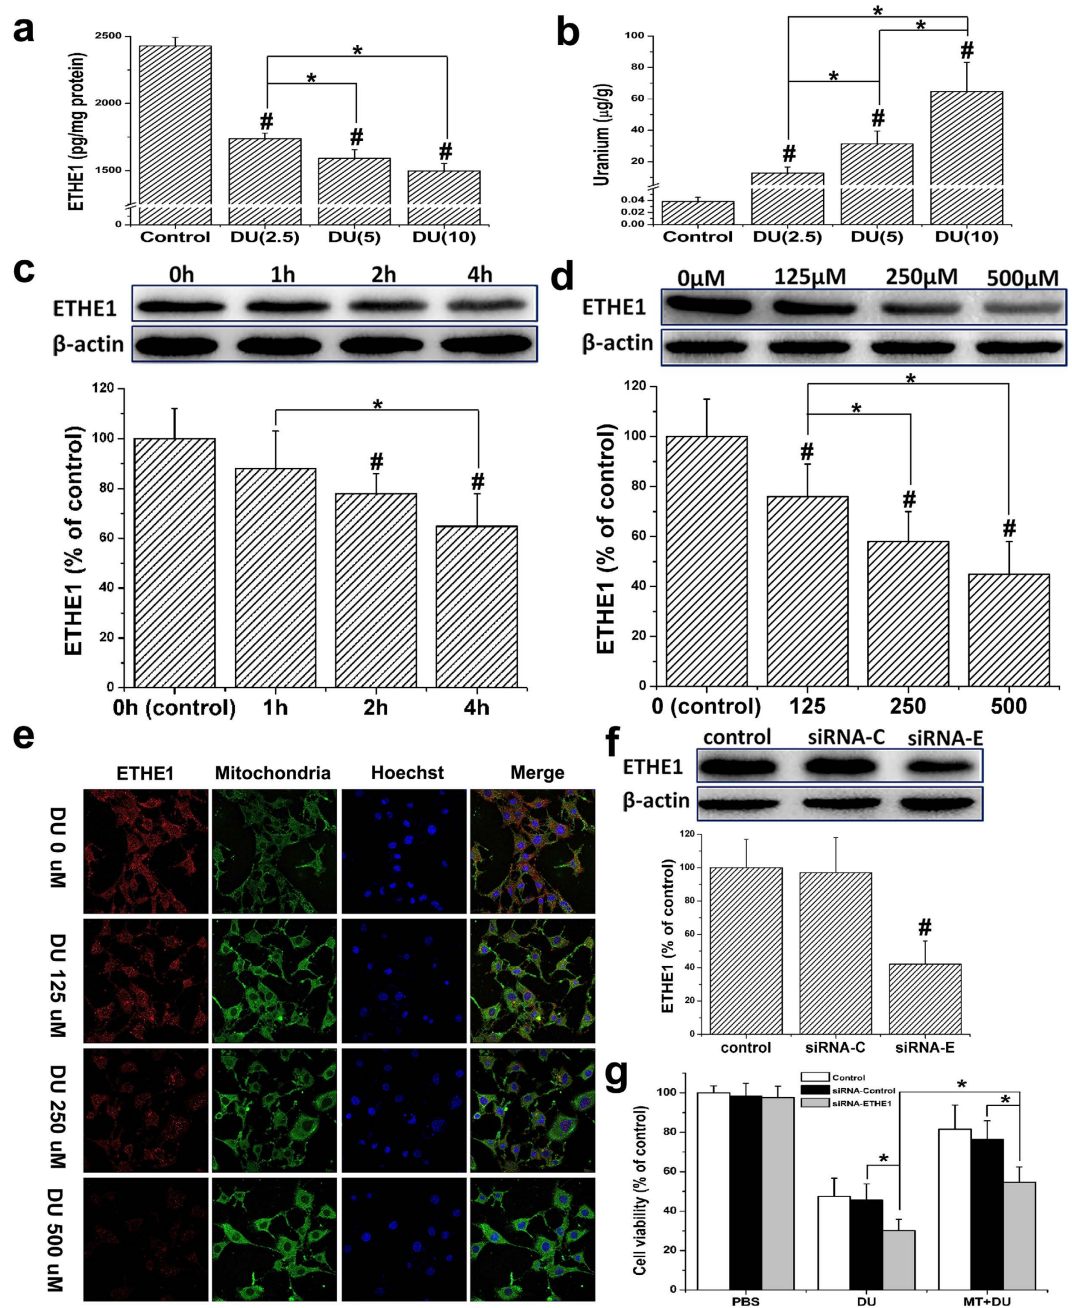 a
ETHE1 (pg/mg protein)
2500
2000
1500
0
*
*
#
#
#
Control DU(2.5) DU(5) DU(10)
b
Uranium (μg/g)
100
80
60
40
20
0.04
0.02
0.00
*
*
*
#
#
#
Control DU(2.5) DU(5) DU(10)
c
0h 1h 2h 4h
ETHE1
β-actin
ETHE1 (% of control)
120
100
80
60
40
20
0
*
#
#
0h (control) 1h 2h 4h
d
0μM 125μM 250μM 500μM
ETHE1
β-actin
ETHE1 (% of control)
120
100
80
60
40
20
0
*
*
#
#
#
0 (control) 125 250 500
e
ETHE1 Mitochondria Hoechst Merge
DU 0 uM
DU 125 uM
DU 250 uM
DU 500 uM
f
control siRNA-C siRNA-E
ETHE1
β-actin
ETHE1 (% of control)
120
100
80
60
40
20
0
#
control siRNA-C siRNA-E
g
Cell viability (% of control)
100
80
60
40
20
0
Control
siRNA-Control
siRNA-ETHE1
*
*
*
PBS DU MT+DU